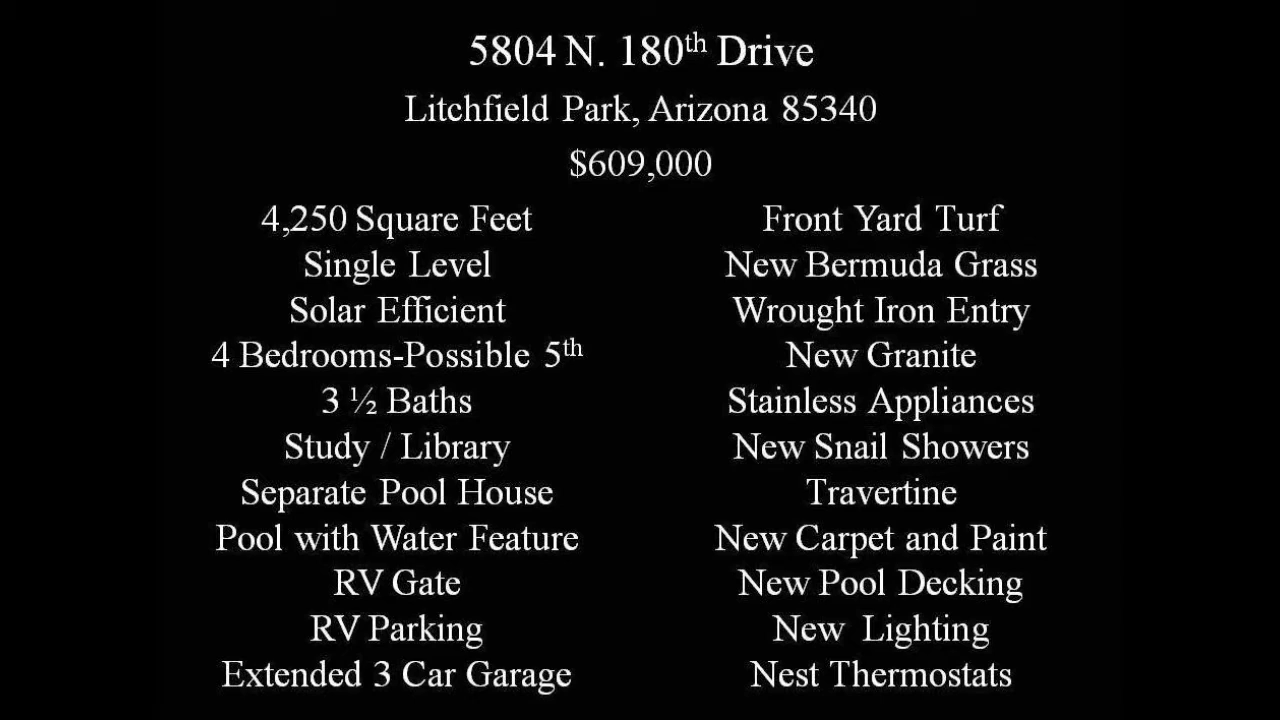 5804 N. 180th Drive
Litchfield Park, Arizona 85340
$609,000
4,250 Square Feet
Single Level
Solar Efficient
4 Bedrooms-Possible 5th
3 ½ Baths
Study / Library
Separate Pool House
Pool with Water Feature
RV Gate
RV Parking
Extended 3 Car Garage
Front Yard Turf
New Bermuda Grass
Wrought Iron Entry
New Granite
Stainless Appliances
New Snail Showers
Travertine
New Carpet and Paint
New Pool Decking
New Lighting
Nest Thermostats